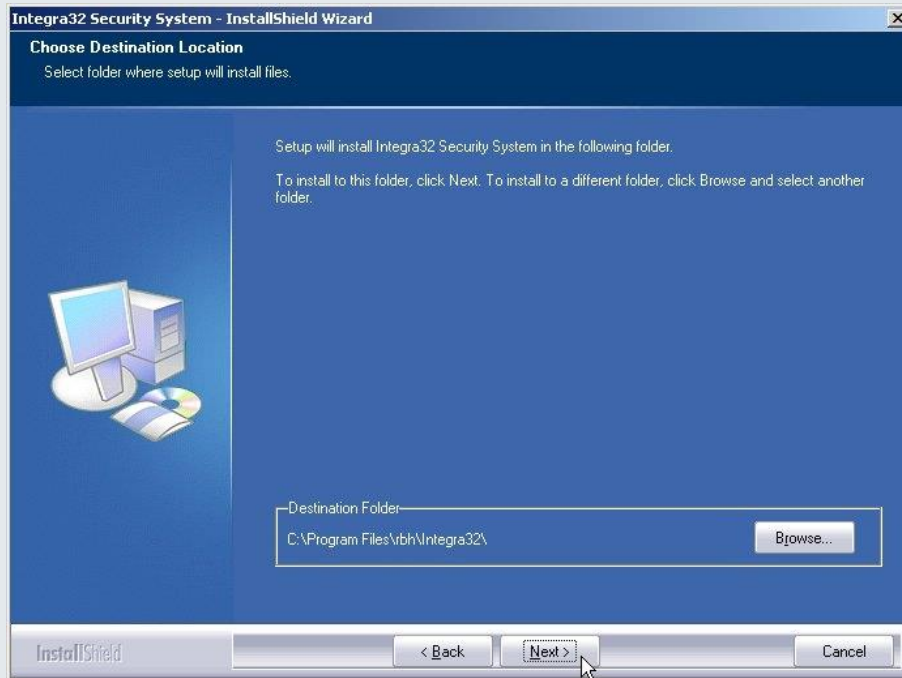 Integra32 Security System - InstallShield Wizard
Choose Destination Location
Select folder where setup will install files.
Setup will install Integra32 Security System in the following folder.
To install to this folder, click Next. To install to a different folder, click Browse and select another
folder.
Destination Folder
C:\Program Files\rbh\Integra32\
Browse...
InstallShield
< Back
Next >
Cancel